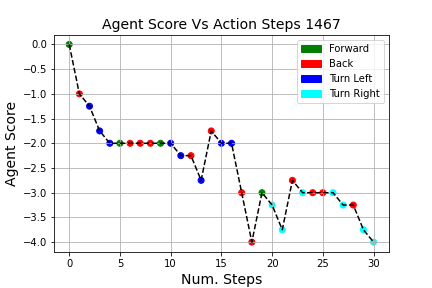 Agent Score Vs Action Steps 1467
Agent Score
0.0
−0.5
−1.0
−1.5
−2.0
−2.5
−3.0
−3.5
−4.0
Forward
Back
Turn Left
Turn Right
0 5 10 15 20 25 30
Num. Steps